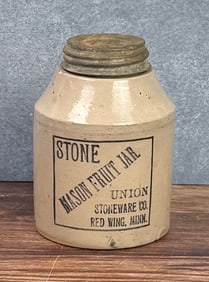 STONE
MASON FRUIT JAR
UNION
STONEWARE CO.
RED WING, MINN.